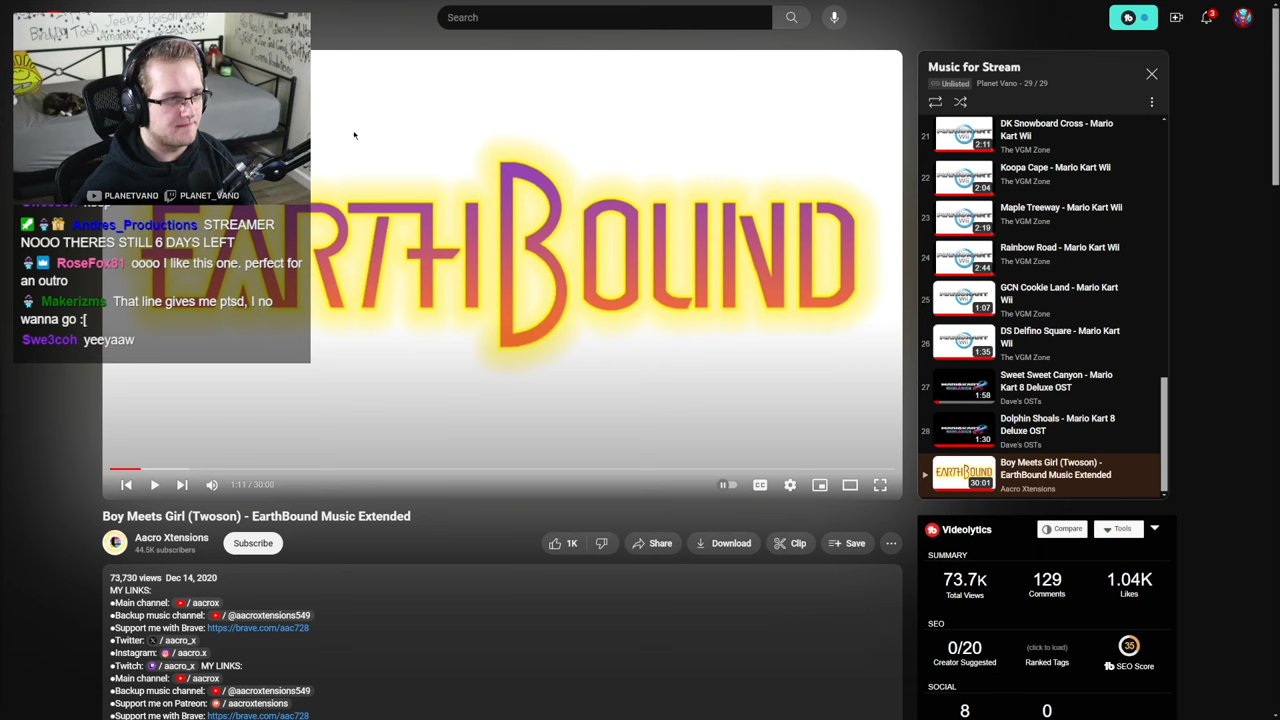 Search
3
Jeebus Poison
Amanda
PLANETVANO PLANET_VANO
Andres_Productions STREAMER
NOOO THERES STILL 6 DAYS LEFT
RoseFox81 oooo I like this one. perfect for
an outro
Makerizms That line gives me ptsd, I no
wanna go :[
Swe3coh yeeyaaw
EARTHBOUND
1:11 / 30:00
CC
Boy Meets Girl (Twoson) - EarthBound Music Extended
Aacro Xtensions
44.5K subscribers
Subscribe
1K
Share
Download
Clip
Save
73,730 views Dec 14, 2020
MY LINKS:
●Main channel: / aacrox
●Backup music channel: / @aacroxtensions549
●Support me with Brave: https://brave.com/aac728
●Twitter: / aacro_x
●Instagram: / aacro.x
●Twitch: / aacro_x MY LINKS:
●Main channel: / aacrox
●Backup music channel: / @aacroxtensions549
●Support me on Patreon: / aacroxtensions
●Support me with Brave: https://brave.com/aac728
Music for Stream
Unlisted Planet Vano - 29 / 29
21 2:11 DK Snowboard Cross - Mario
Kart Wii
The VGM Zone
22 2:04 Koopa Cape - Mario Kart Wii
The VGM Zone
23 2:19 Maple Treeway - Mario Kart Wii
The VGM Zone
24 2:44 Rainbow Road - Mario Kart Wii
The VGM Zone
25 1:07 GCN Cookie Land - Mario Kart
Wii
The VGM Zone
26 1:35 DS Delfino Square - Mario Kart
Wii
The VGM Zone
27 1:58 Sweet Sweet Canyon - Mario
Kart 8 Deluxe OST
Dave's OSTs
28 1:30 Dolphin Shoals - Mario Kart 8
Deluxe OST
Dave's OSTs
EARTHBOUND 30:01 Boy Meets Girl (Twoson) -
EarthBound Music Extended
Aacro Xtensions
Videolytics
Compare
Tools
SUMMARY
73.7K 129 1.04K
Total Views Comments Likes
SEO
0/20 (click to load) 35
Creator Suggested Ranked Tags SEO Score
SOCIAL
8 0